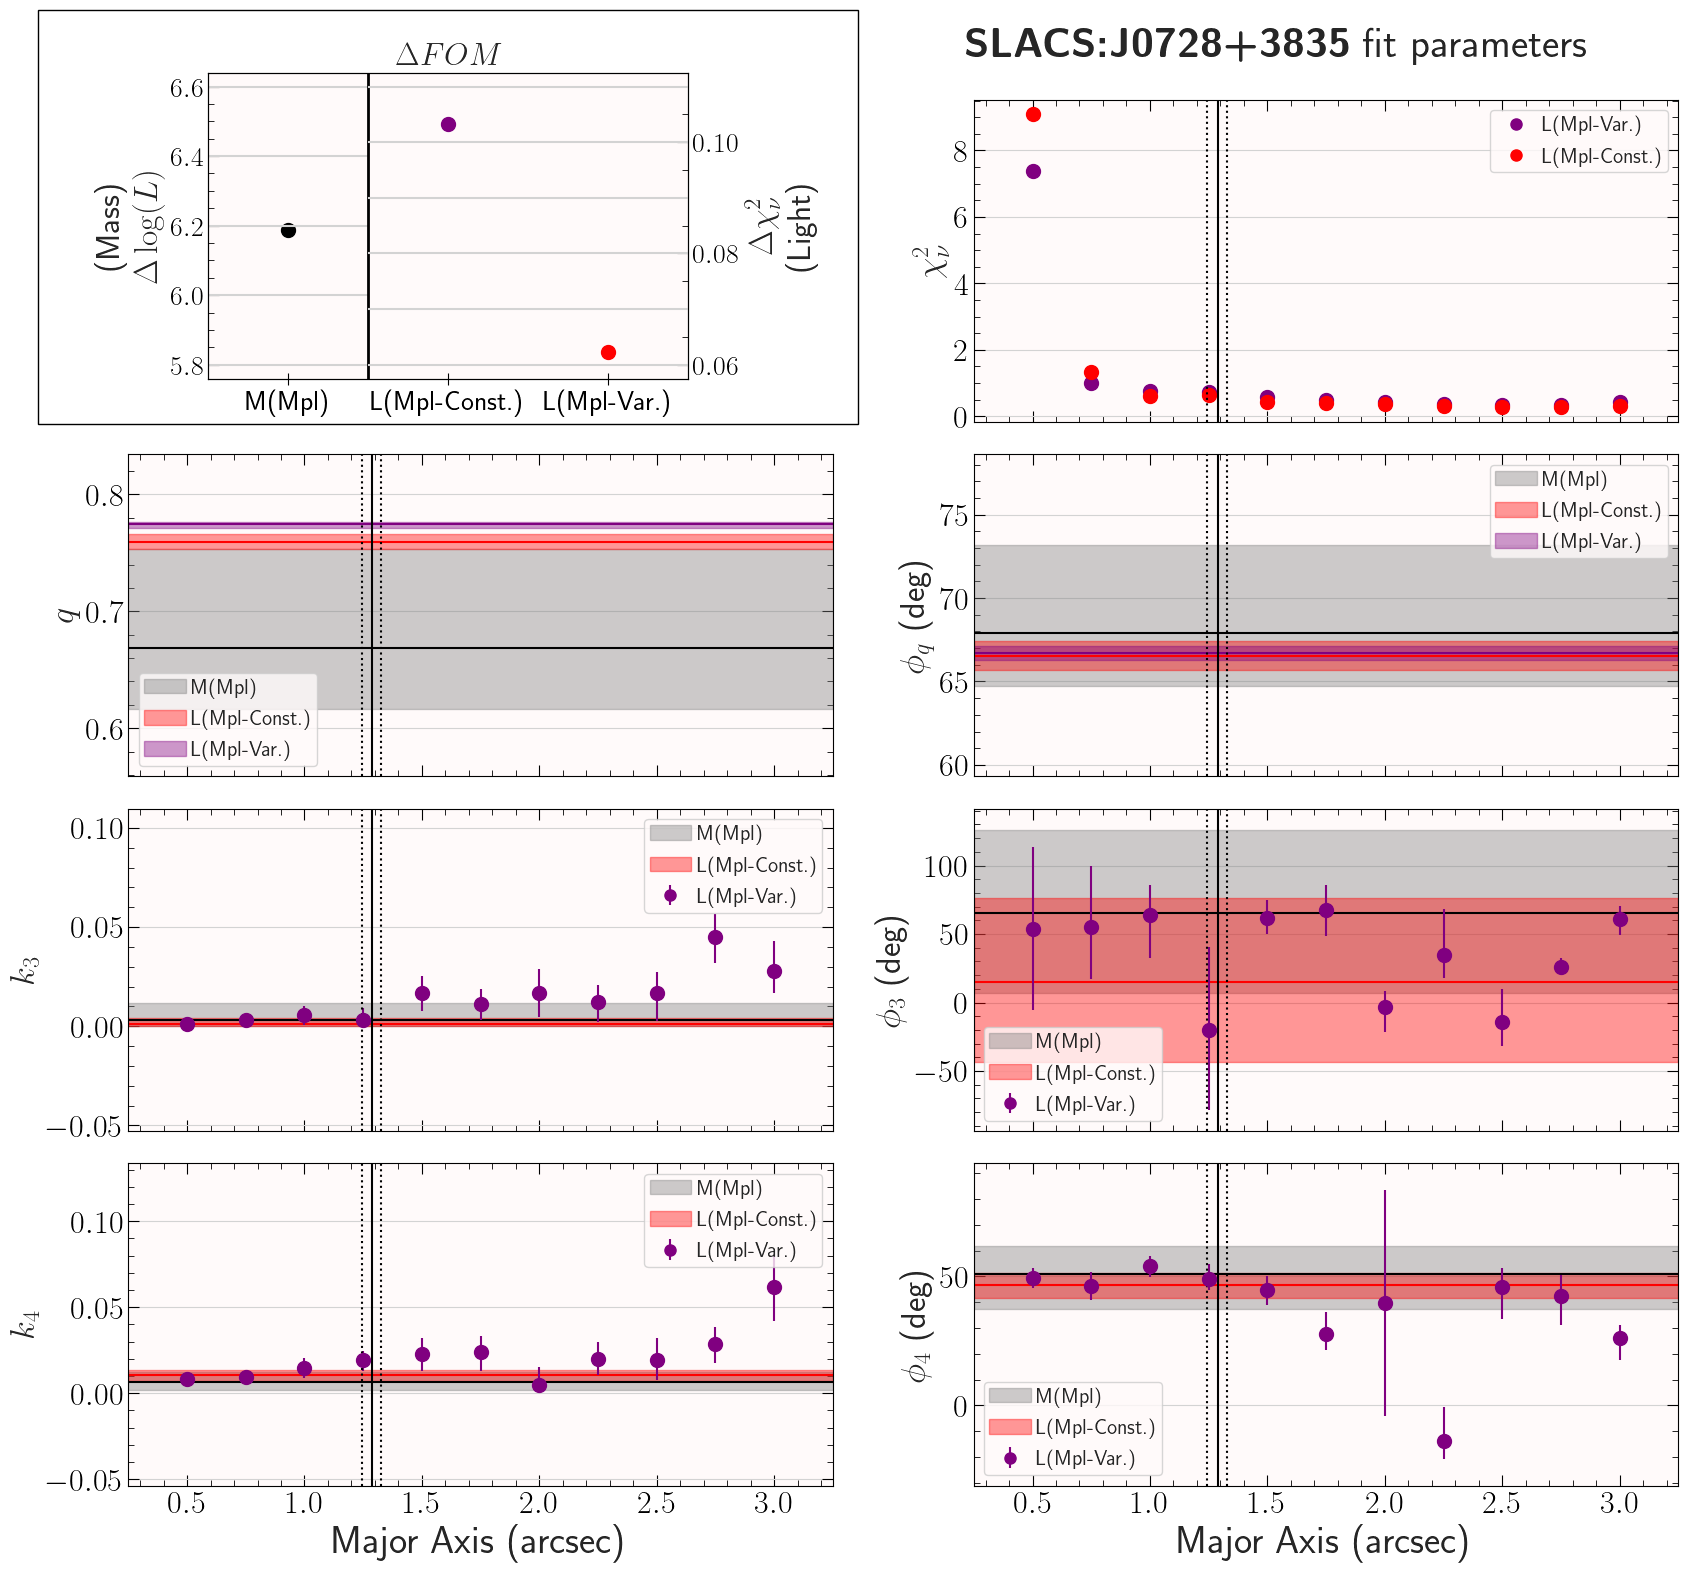 SLACS:J0728+3835 fit parameters
ΔFOM
(Mass)
Δ log(L)
6.6
6.4
6.2
6.0
5.8
0.10
0.08
0.06
Δχ²ᵥ
(Light)
M(Mpl)
L(Mpl-Const.)
L(Mpl-Var.)
χ²ᵥ
8
6
4
2
0
L(Mpl-Var.)
L(Mpl-Const.)
q
0.8
0.7
0.6
M(Mpl)
L(Mpl-Const.)
L(Mpl-Var.)
ϕ_q (deg)
75
70
65
60
M(Mpl)
L(Mpl-Const.)
L(Mpl-Var.)
k₃
0.10
0.05
0.00
−0.05
M(Mpl)
L(Mpl-Const.)
L(Mpl-Var.)
ϕ₃ (deg)
100
50
0
−50
M(Mpl)
L(Mpl-Const.)
L(Mpl-Var.)
k₄
0.10
0.05
0.00
−0.05
M(Mpl)
L(Mpl-Const.)
L(Mpl-Var.)
0.5 1.0 1.5 2.0 2.5 3.0
Major Axis (arcsec)
ϕ₄ (deg)
50
0
M(Mpl)
L(Mpl-Const.)
L(Mpl-Var.)
0.5 1.0 1.5 2.0 2.5 3.0
Major Axis (arcsec)